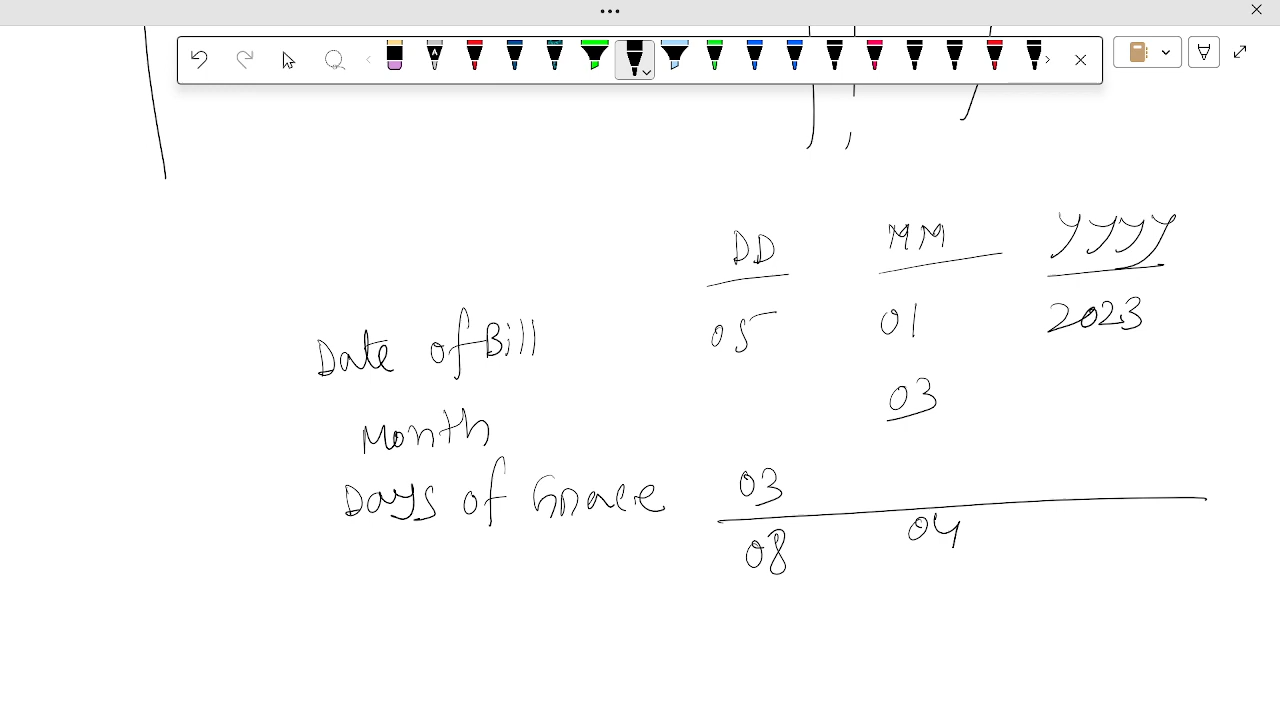 DD MM YYYY
Date of Bill 05 01 2023
Month 03
Days of Grace 03
08 04